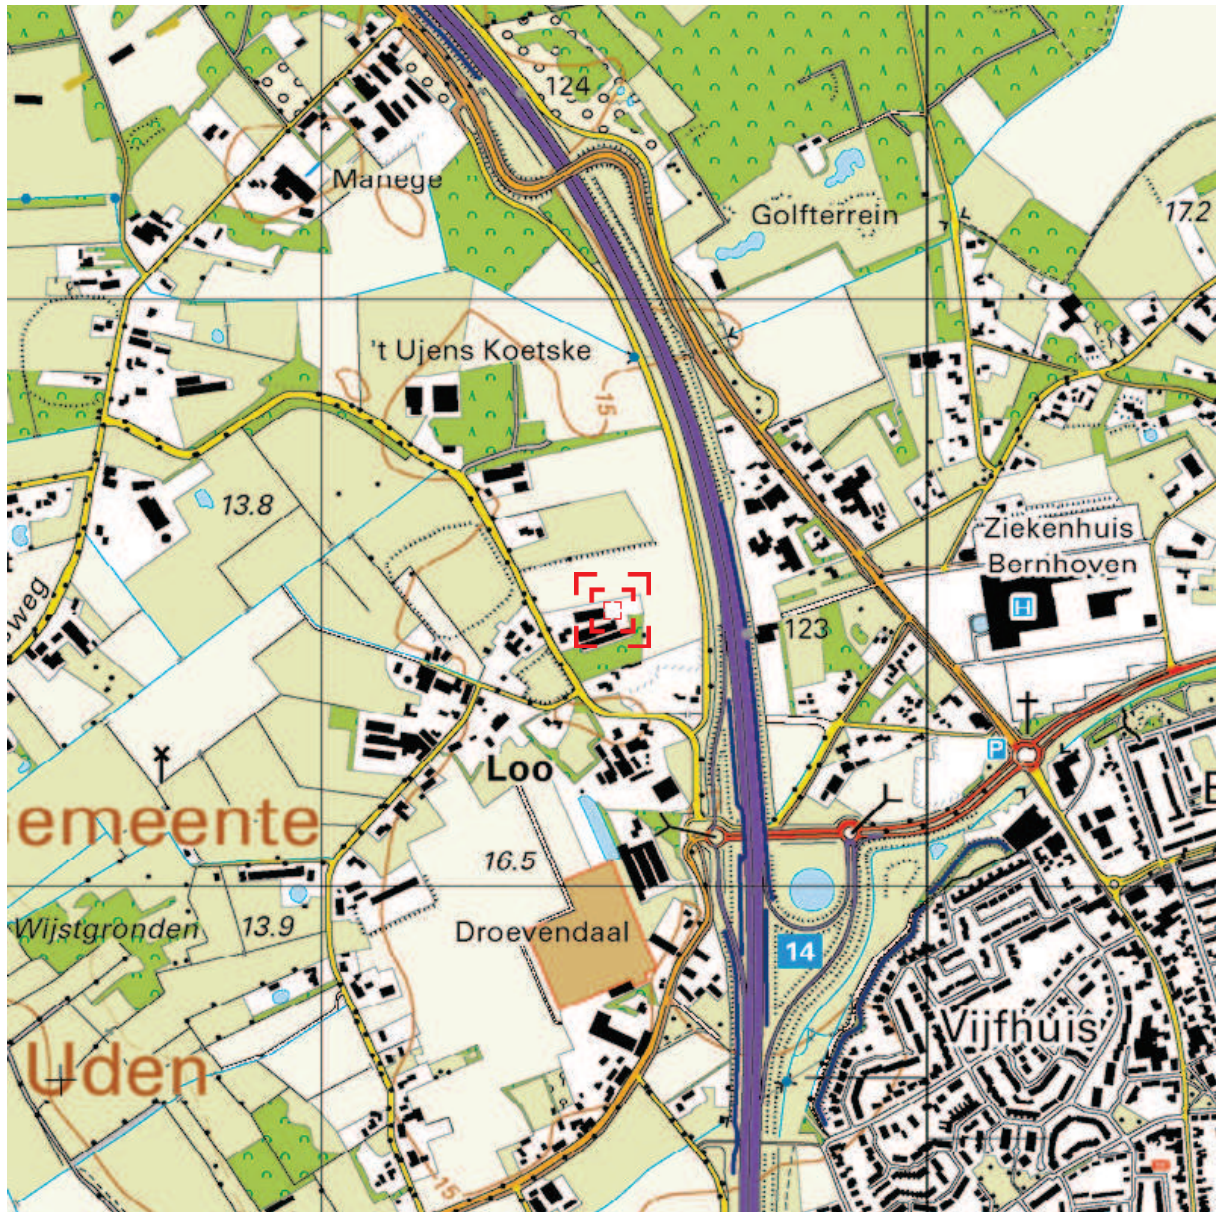 124
Manege
Golfterrein
17.2
't Ujens Koetske
15
13.8
Ziekenhuis
Bernhoven
H
weg
123
P
Loo
emeente
16.5
Wijstgronden
13.9
Droevendaal
14
Vijfhuis
Uden
15